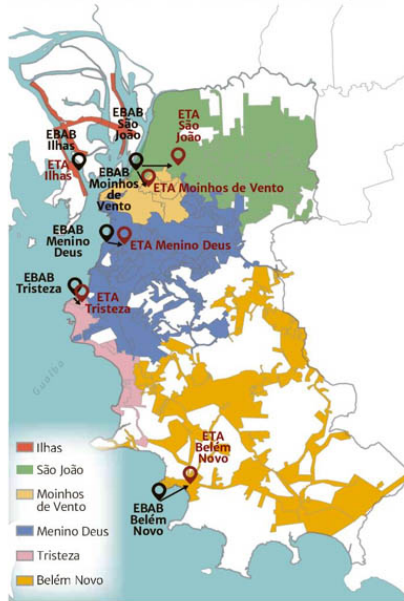 EBAB
São
João
ETA
São
João
EBAB
Ilhas
ETA
Ilhas
EBAB
Moinhos
de
Vento
ETA Moinhos de Vento
EBAB
Menino
Deus
ETA Menino Deus
EBAB
Tristeza
ETA
Tristeza
Guaíba
ETA
Belém
Novo
EBAB
Belém
Novo
Ilhas
São João
Moinhos
de Vento
Menino Deus
Tristeza
Belém Novo